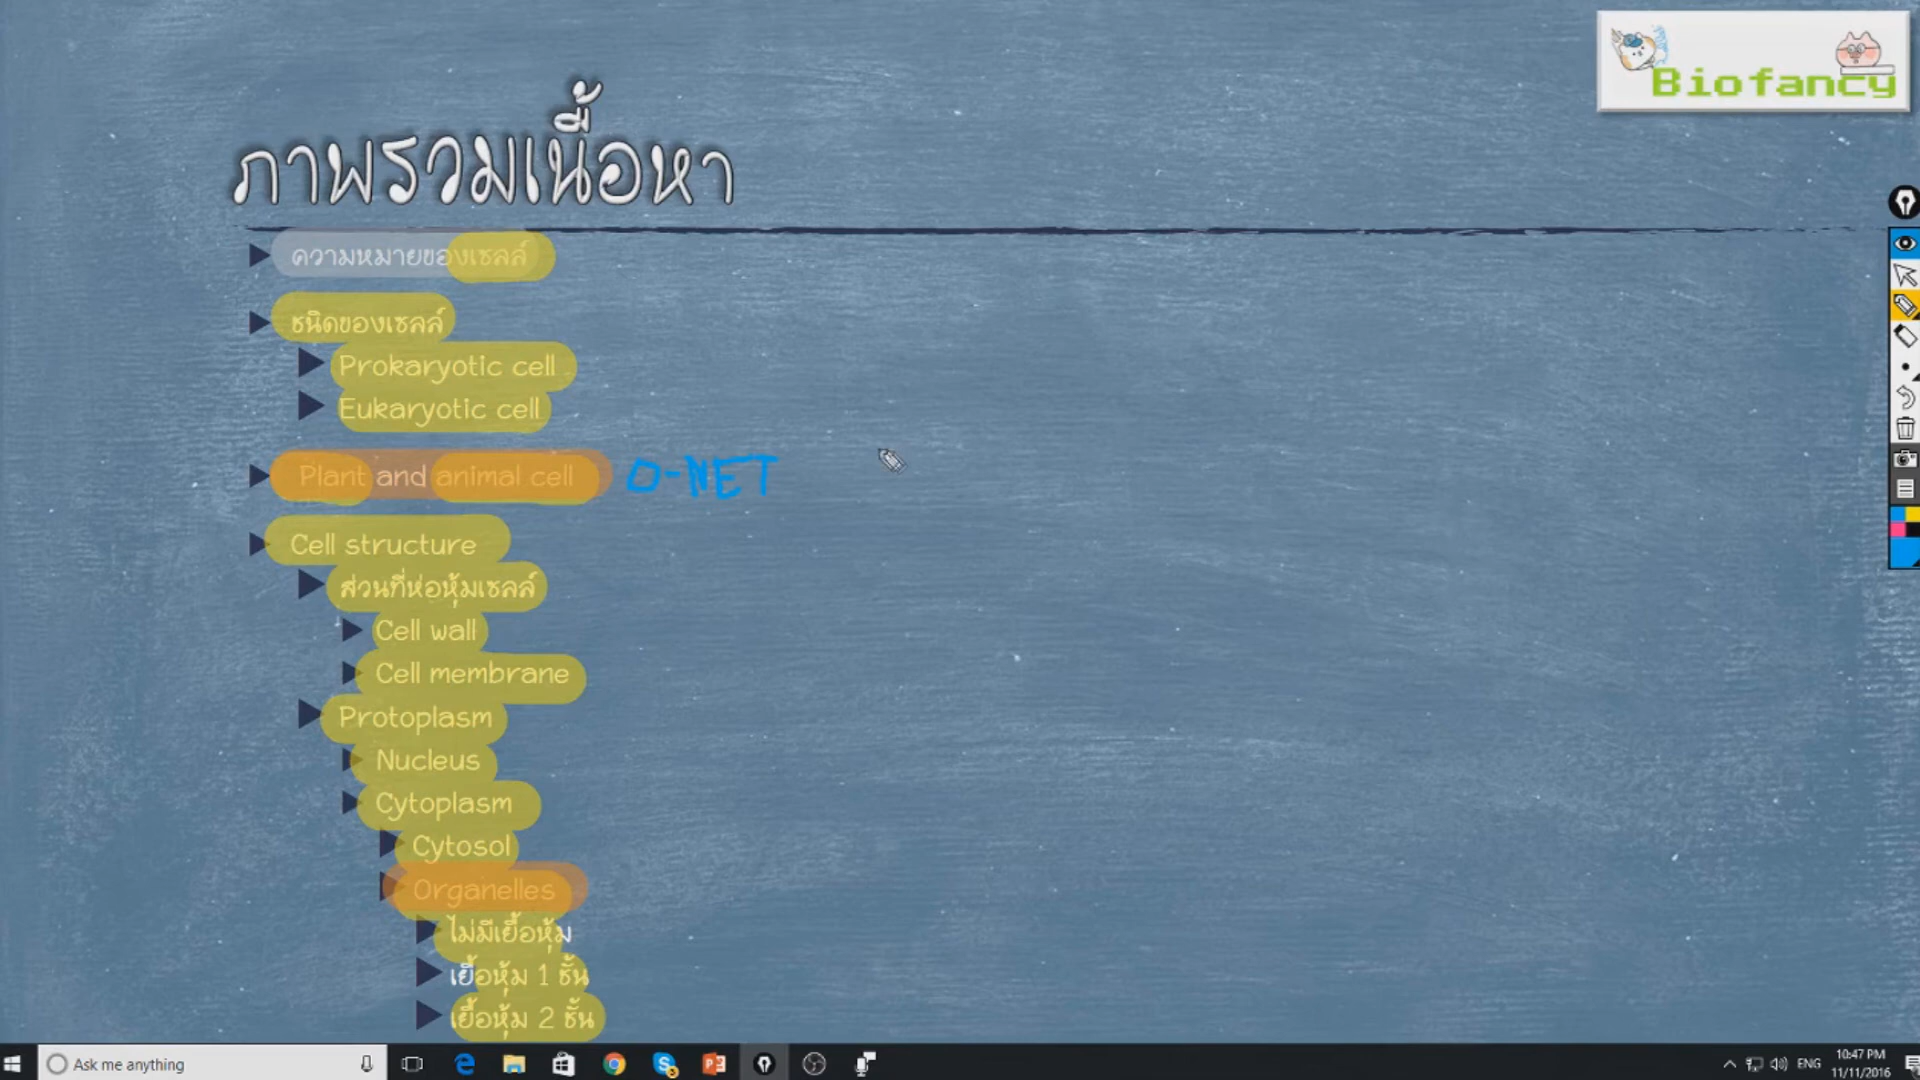 Biofancy
ภาพรวมเนื้อหา
ความหมายของเซลล์
ชนิดของเซลล์
Prokaryotic cell
Eukaryotic cell
Plant and animal cell O-NET
Cell structure
ส่วนที่ห่อหุ้มเซลล์
Cell wall
Cell membrane
Protoplasm
Nucleus
Cytoplasm
Cytosol
Organelles
ไม่มีเยื่อหุ้ม
เยื่อหุ้ม 1 ชั้น
เยื่อหุ้ม 2 ชั้น
Ask me anything
ENG
10:47 PM
11/11/2016